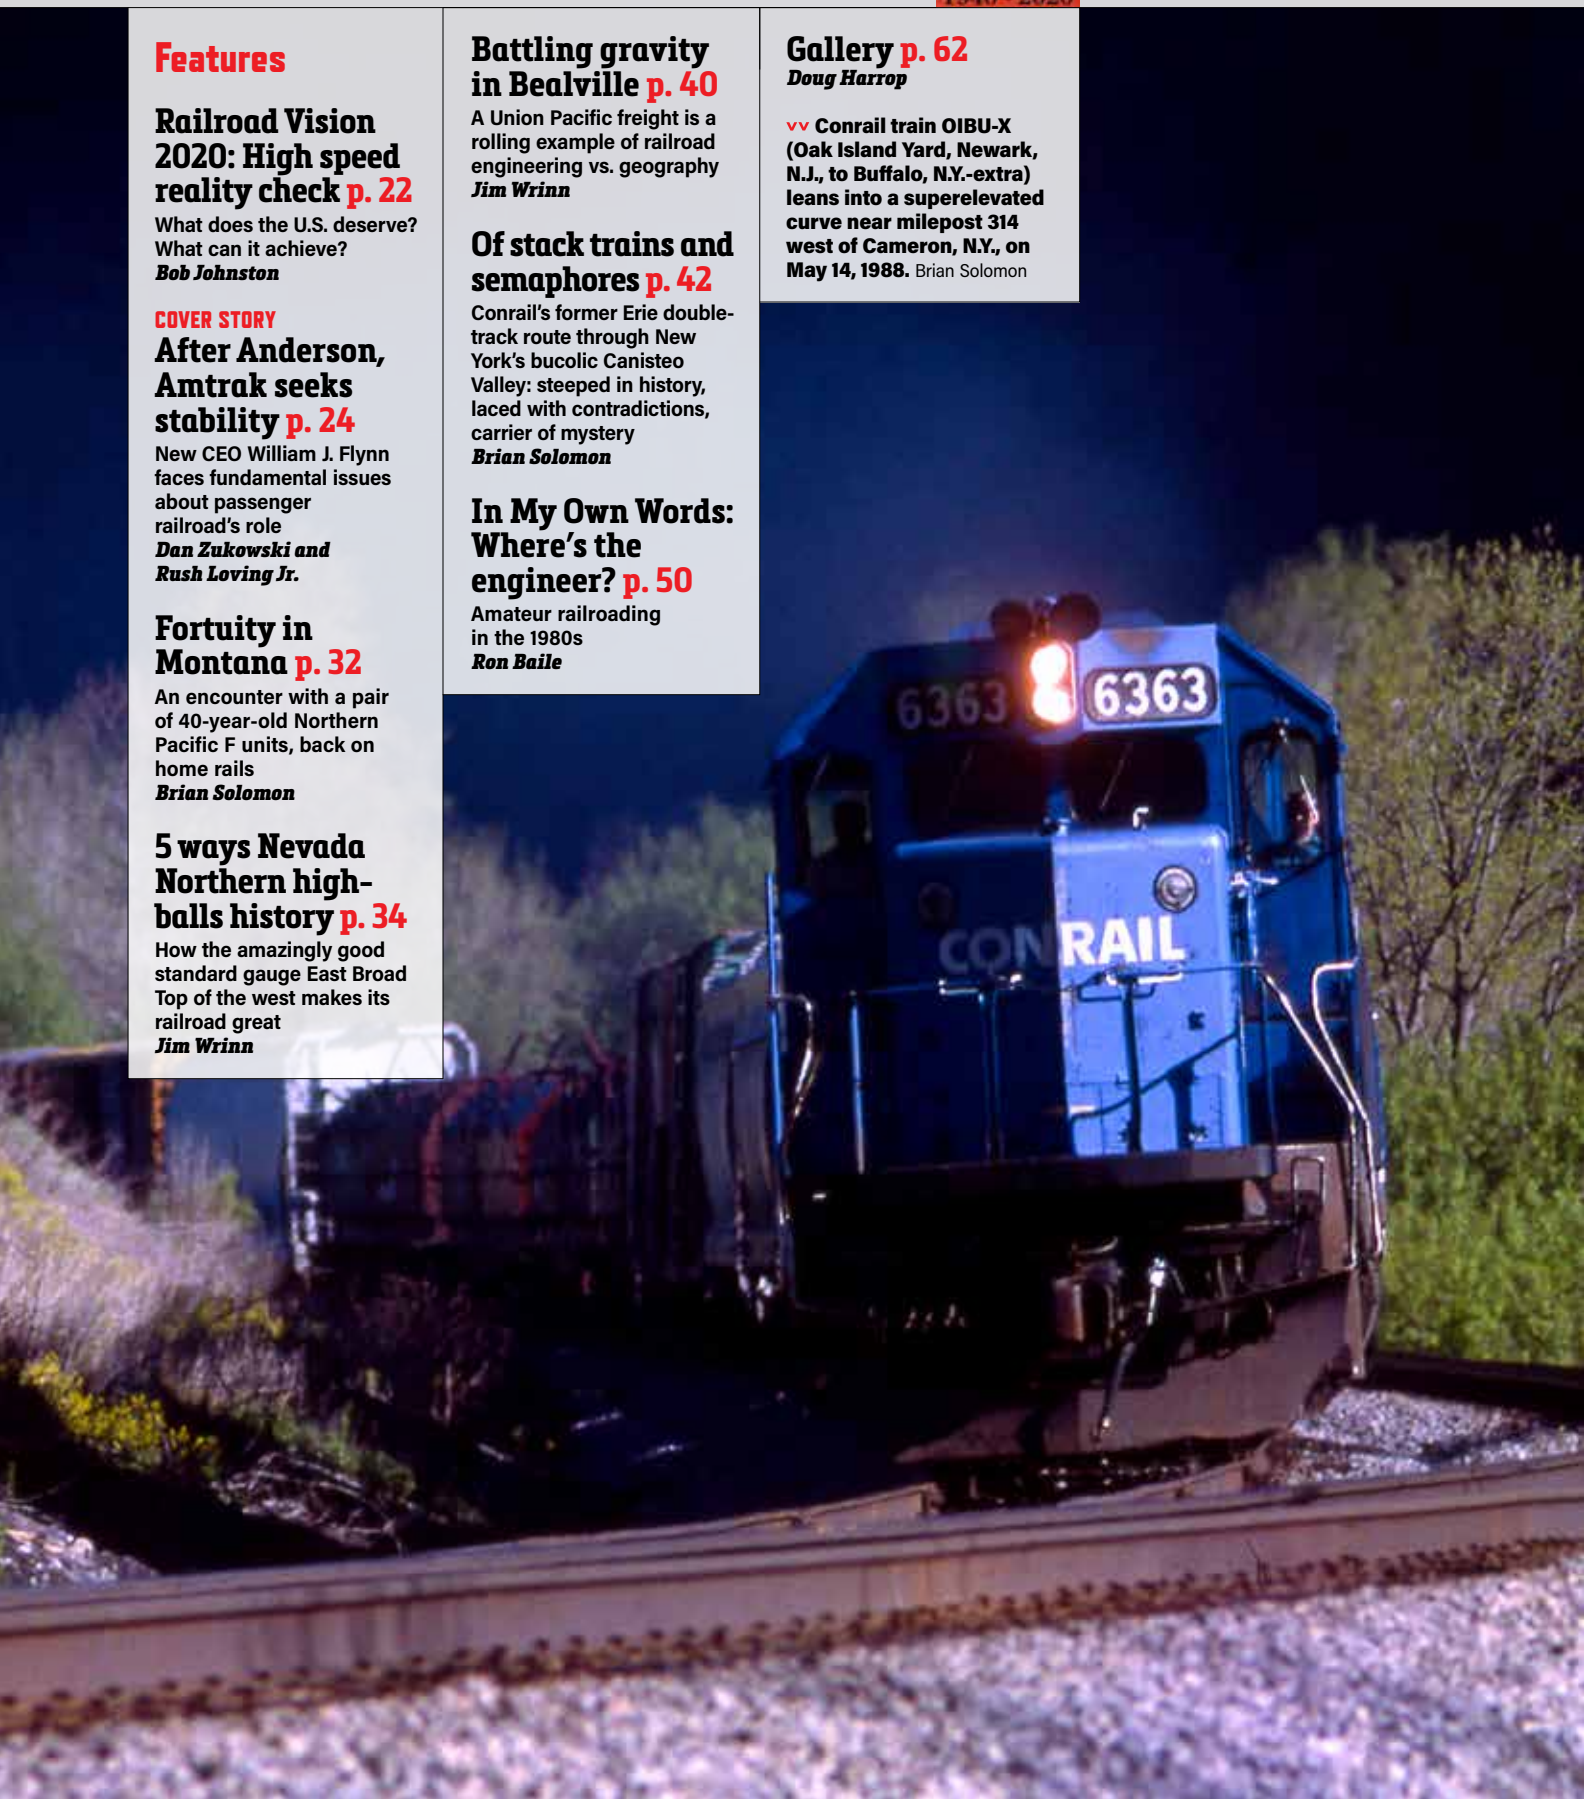 1940 - 2020
Features
Railroad Vision
2020: High speed
reality check p. 22
What does the U.S. deserve?
What can it achieve?
Bob Johnston
COVER STORY
After Anderson,
Amtrak seeks
stability p. 24
New CEO William J. Flynn
faces fundamental issues
about passenger
railroad's role
Dan Zukowski and
Rush Loving Jr.
Fortuity in
Montana p. 32
An encounter with a pair
of 40-year-old Northern
Pacific F units, back on
home rails
Brian Solomon
5 ways Nevada
Northern high-
balls history p. 34
How the amazingly good
standard gauge East Broad
Top of the west makes its
railroad great
Jim Wrinn
Battling gravity
in Bealville p. 40
A Union Pacific freight is a
rolling example of railroad
engineering vs. geography
Jim Wrinn
Of stack trains and
semaphores p. 42
Conrail's former Erie double-
track route through New
York's bucolic Canisteo
Valley: steeped in history,
laced with contradictions,
carrier of mystery
Brian Solomon
In My Own Words:
Where's the
engineer? p. 50
Amateur railroading
in the 1980s
Ron Baile
Gallery p. 62
Doug Harrop
vv Conrail train OIBU-X
(Oak Island Yard, Newark,
N.J., to Buffalo, N.Y.-extra)
leans into a superelevated
curve near milepost 314
west of Cameron, N.Y., on
May 14, 1988. Brian Solomon
6363 6363
CONRAIL